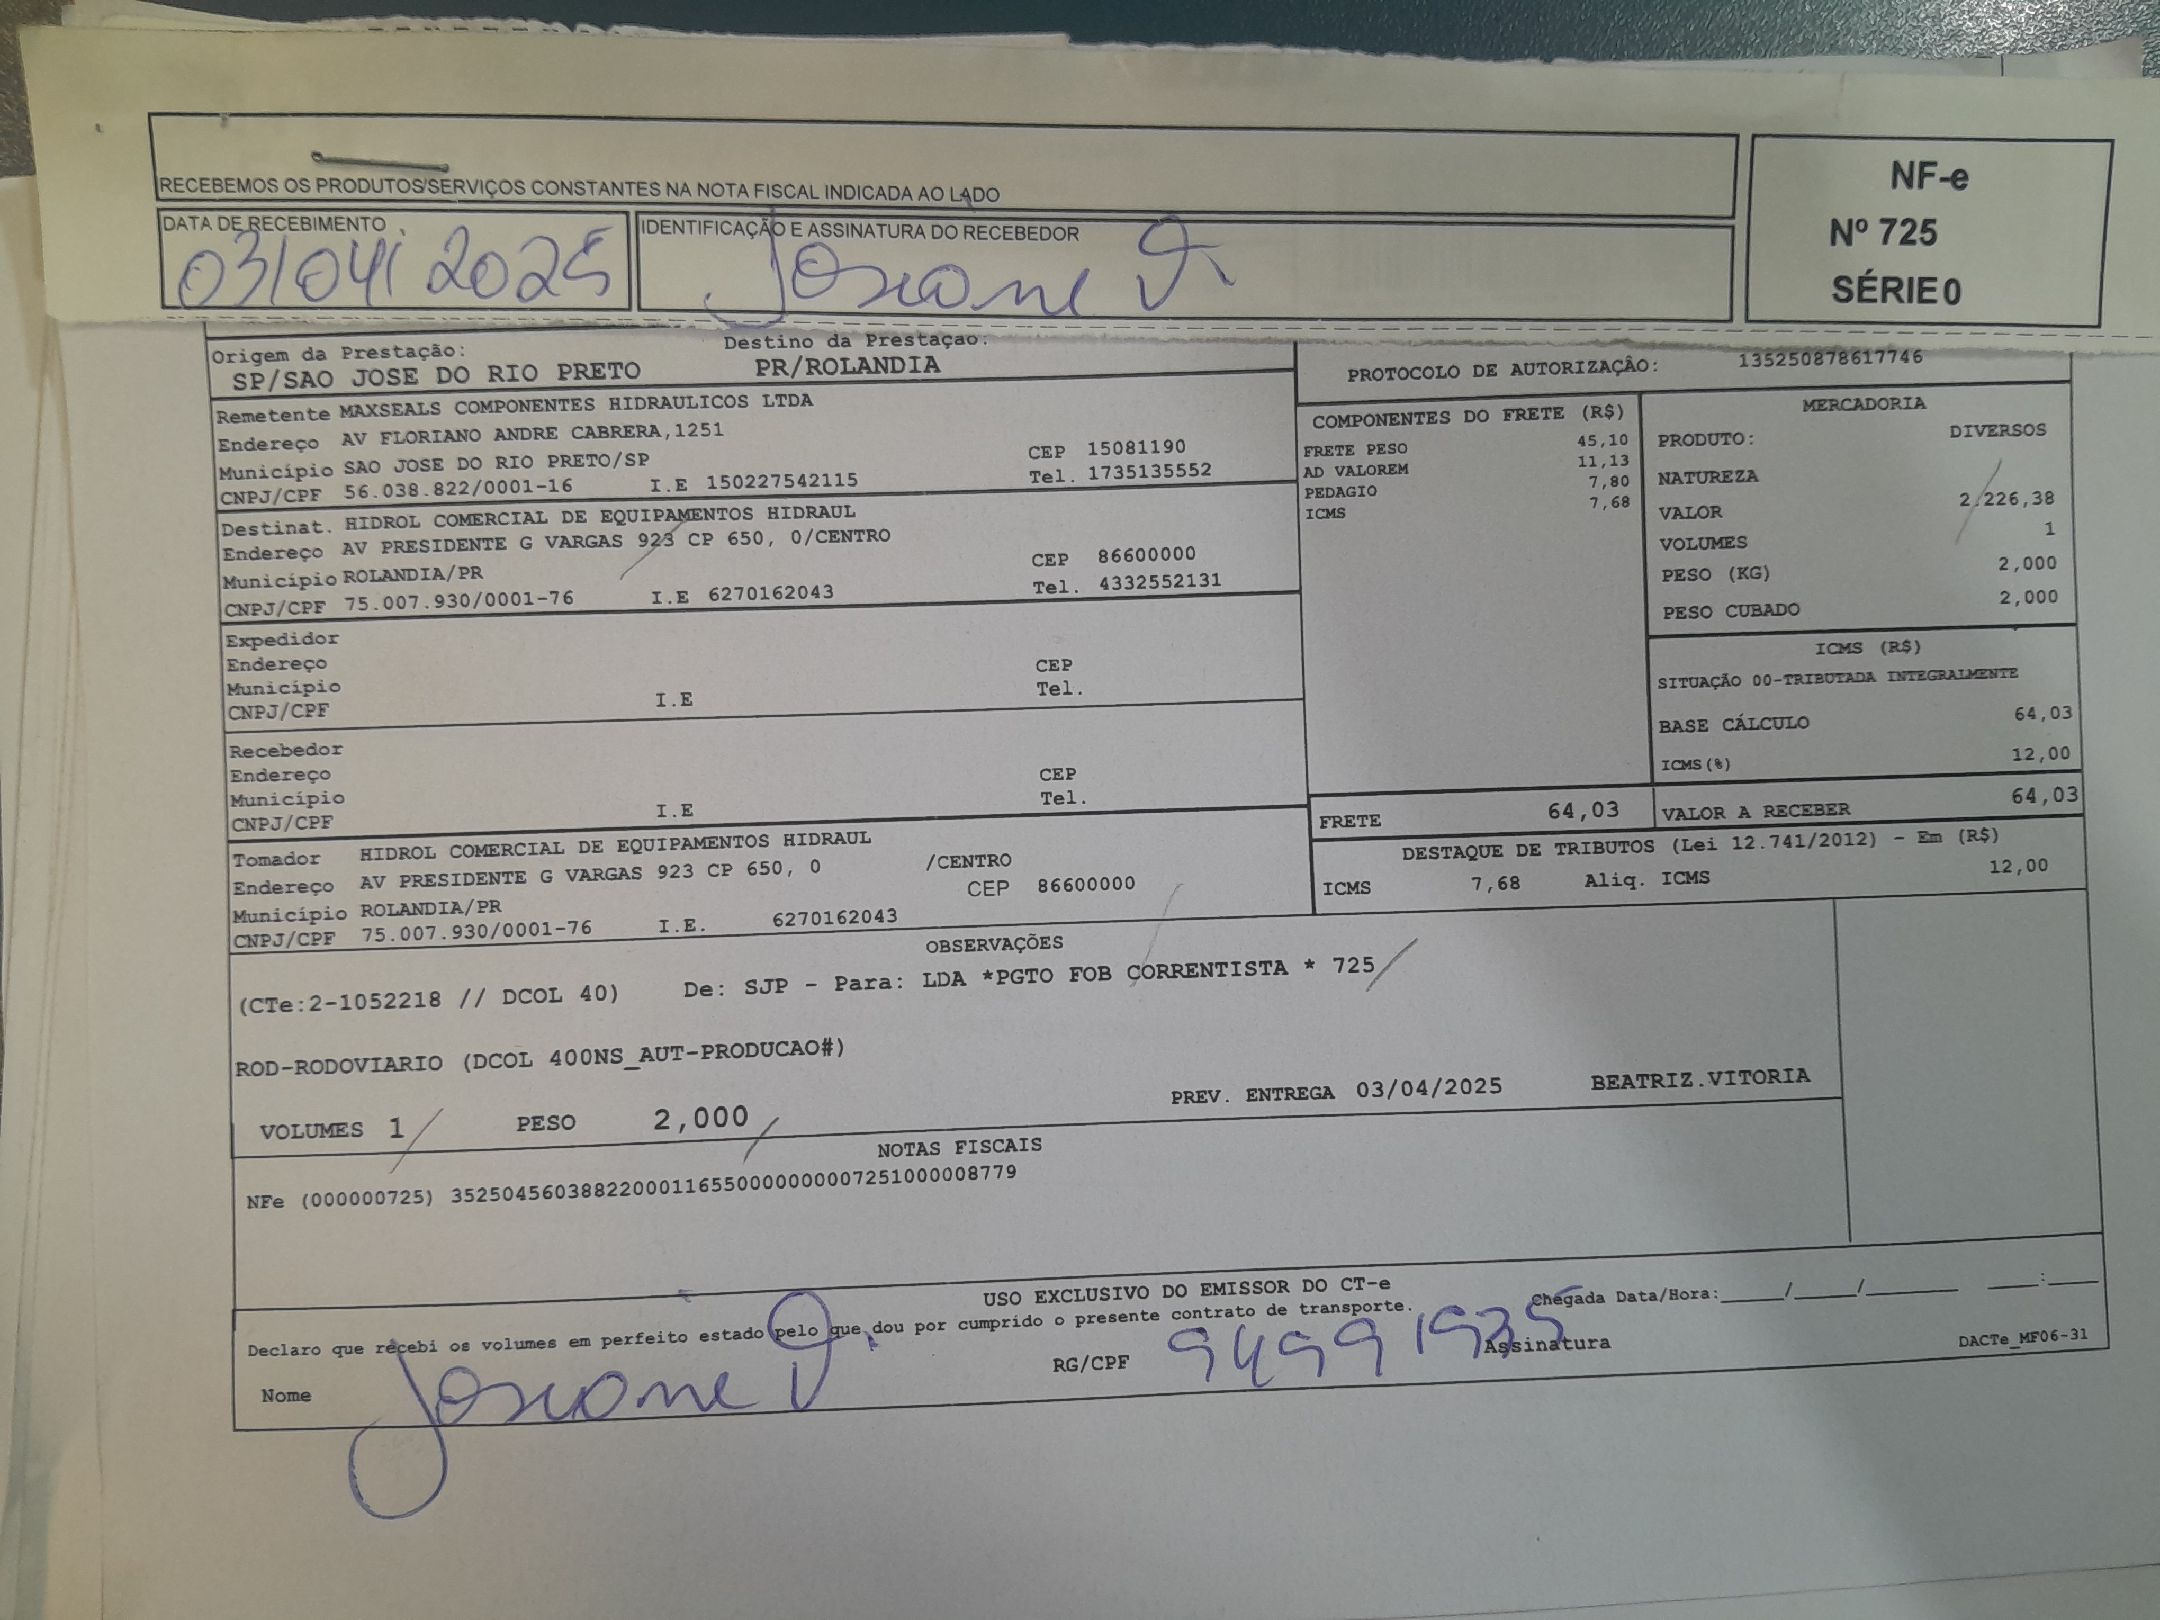 RECEBEMOS OS PRODUTOS/SERVIÇOS CONSTANTES NA NOTA FISCAL INDICADA AO LADO
DATA DE RECEBIMENTO
03/04/2025
IDENTIFICAÇÃO E ASSINATURA DO RECEBEDOR
Josiane
NF-e
Nº 725
SÉRIE 0
Origem da Prestação:
SP/SAO JOSE DO RIO PRETO
Destino da Prestação:
PR/ROLANDIA
PROTOCOLO DE AUTORIZAÇÃO: 135250878617746
Remetente MAXSEALS COMPONENTES HIDRAULICOS LTDA
Endereço AV FLORIANO ANDRE CABRERA,1251
CEP 15081190
Município SAO JOSE DO RIO PRETO/SP
Tel. 1735135552
CNPJ/CPF 56.038.822/0001-16 I.E 150227542115
Destinat. HIDROL COMERCIAL DE EQUIPAMENTOS HIDRAUL
Endereço AV PRESIDENTE G VARGAS 923 CP 650, 0/CENTRO
CEP 86600000
Município ROLANDIA/PR
Tel. 4332552131
CNPJ/CPF 75.007.930/0001-76 I.E 6270162043
Expedidor
Endereço
CEP
Município
Tel.
CNPJ/CPF I.E
Recebedor
Endereço
CEP
Município
Tel.
CNPJ/CPF I.E
Tomador HIDROL COMERCIAL DE EQUIPAMENTOS HIDRAUL
Endereço AV PRESIDENTE G VARGAS 923 CP 650, 0 /CENTRO
CEP 86600000
Município ROLANDIA/PR
CNPJ/CPF 75.007.930/0001-76 I.E. 6270162043
COMPONENTES DO FRETE (R$)
FRETE PESO 45,10
AD VALOREM 11,13
PEDAGIO 7,80
ICMS 7,68
MERCADORIA
PRODUTO: DIVERSOS
NATUREZA
VALOR 2.226,38
VOLUMES 1
PESO (KG) 2,000
PESO CUBADO 2,000
ICMS (R$)
SITUAÇÃO 00-TRIBUTADA INTEGRALMENTE
BASE CÁLCULO 64,03
ICMS(%) 12,00
FRETE 64,03
VALOR A RECEBER 64,03
DESTAQUE DE TRIBUTOS (Lei 12.741/2012) - Em (R$)
ICMS 7,68 Aliq. ICMS 12,00
OBSERVAÇÕES
(CTe:2-1052218 // DCOL 40) De: SJP - Para: LDA *PGTO FOB CORRENTISTA * 725
ROD-RODOVIARIO (DCOL 400NS_AUT-PRODUCAO#)
PREV. ENTREGA 03/04/2025 BEATRIZ.VITORIA
VOLUMES 1 PESO 2,000
NOTAS FISCAIS
NFe (000000725) 35250456038822000116550000000007251000008779
USO EXCLUSIVO DO EMISSOR DO CT-e
Declaro que recebi os volumes em perfeito estado pelo que dou por cumprido o presente contrato de transporte.
Chegada Data/Hora:_____/_____/_______ ____:____
Nome Josiane
RG/CPF 94991935
Assinatura
DACTe_MF06-31